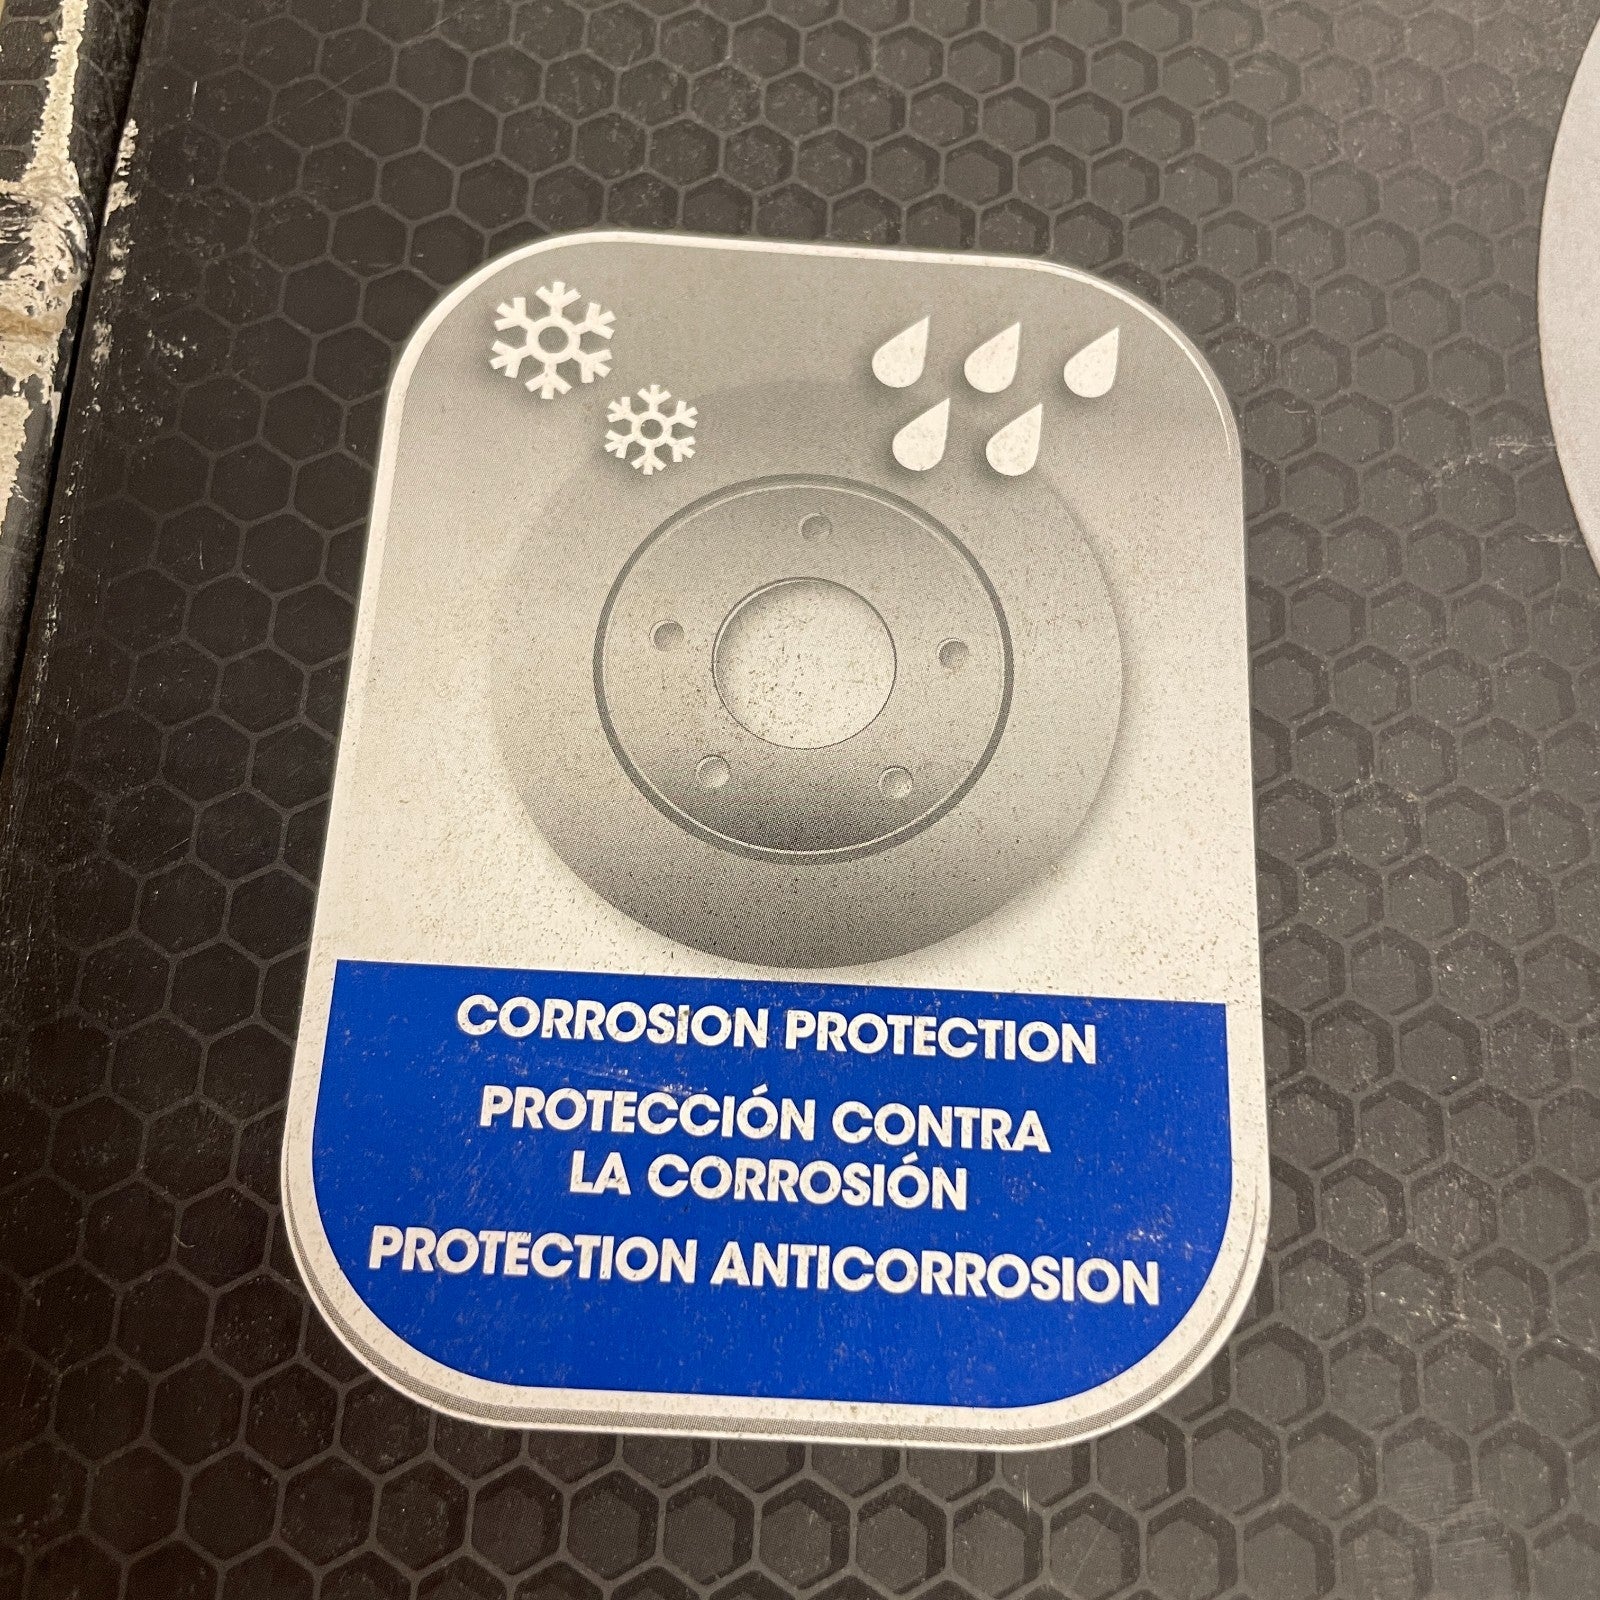 CORROSION PROTECTION
PROTECCIÓN CONTRA
LA CORROSIÓN
PROTECTION ANTICORROSION